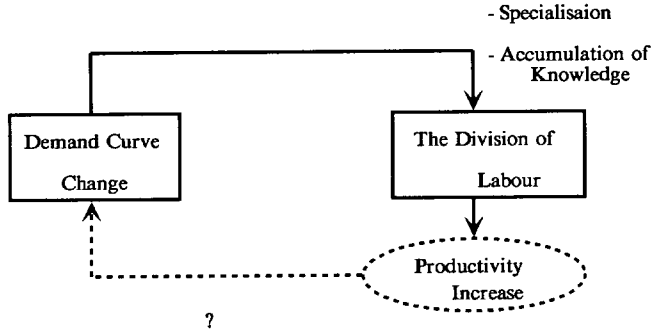 - Specialisaion
- Accumulation of
Knowledge
Demand Curve
Change
The Division of
Labour
Productivity
Increase
?